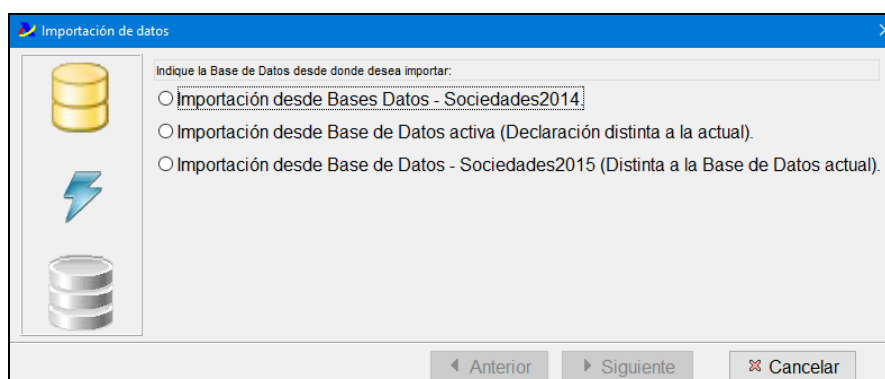 Importación de datos
Indique la Base de Datos desde donde desea importar:
Importación desde Bases Datos - Sociedades2014.
Importación desde Base de Datos activa (Declaración distinta a la actual).
Importación desde Base de Datos - Sociedades2015 (Distinta a la Base de Datos actual).
Anterior Siguiente Cancelar